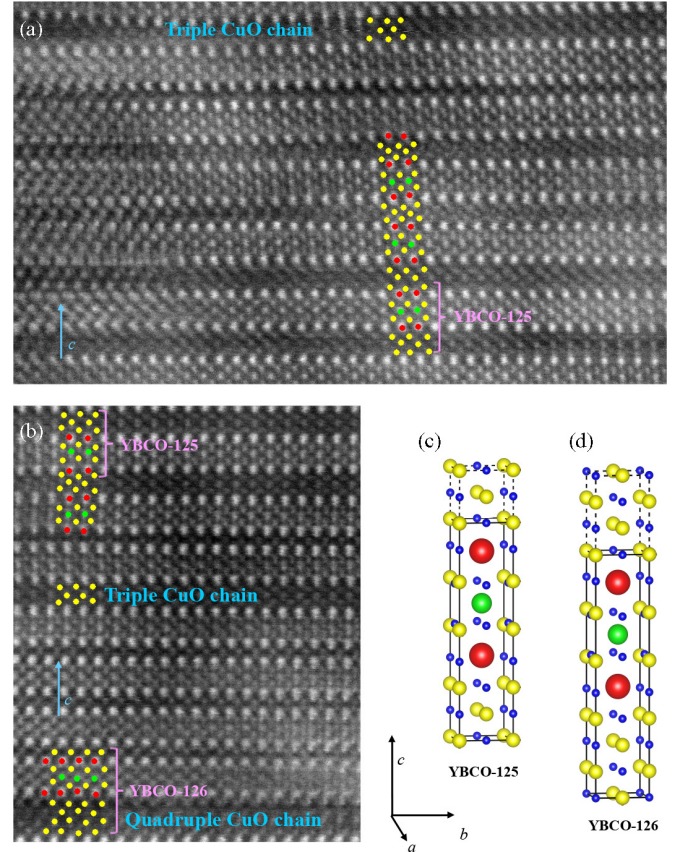 (a)
Triple CuO chain
YBCO-125
c
(b)
YBCO-125
Triple CuO chain
c
YBCO-126
Quadruple CuO chain
(c)
(d)
YBCO-125
c
b
a
YBCO-126